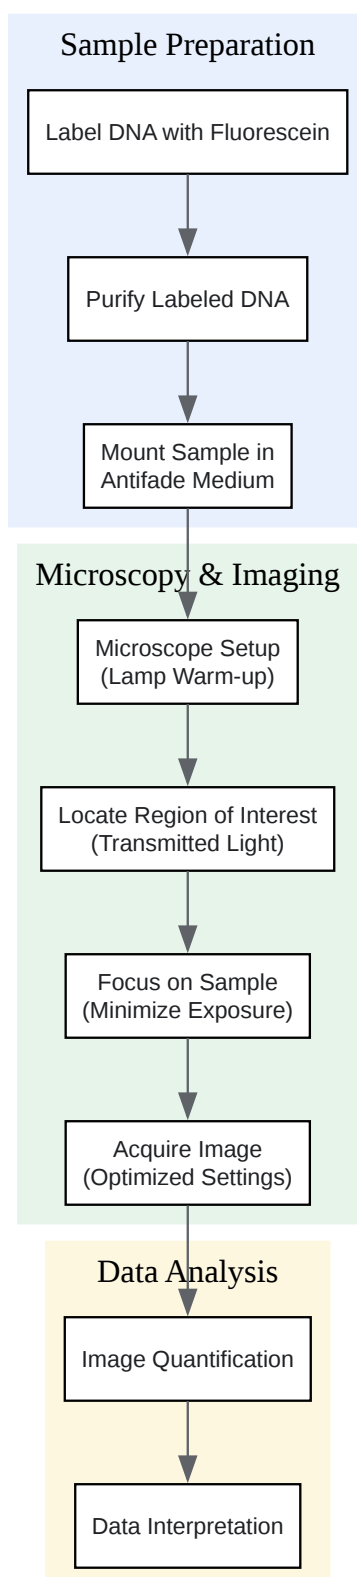 Sample Preparation
Label DNA with Fluorescein
Purify Labeled DNA
Mount Sample in
Antifade Medium
Microscopy & Imaging
Microscope Setup
(Lamp Warm-up)
Locate Region of Interest
(Transmitted Light)
Focus on Sample
(Minimize Exposure)
Acquire Image
(Optimized Settings)
Data Analysis
Image Quantification
Data Interpretation